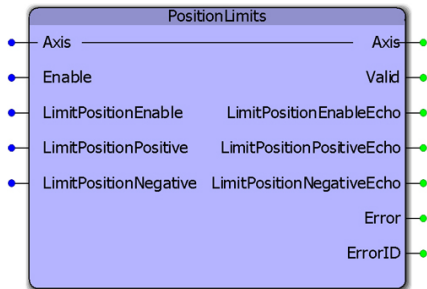 PositionLimits
Axis Axis
Enable Valid
LimitPositionEnable LimitPositionEnableEcho
LimitPositionPositive LimitPositionPositiveEcho
LimitPositionNegative LimitPositionNegativeEcho
Error
ErrorID